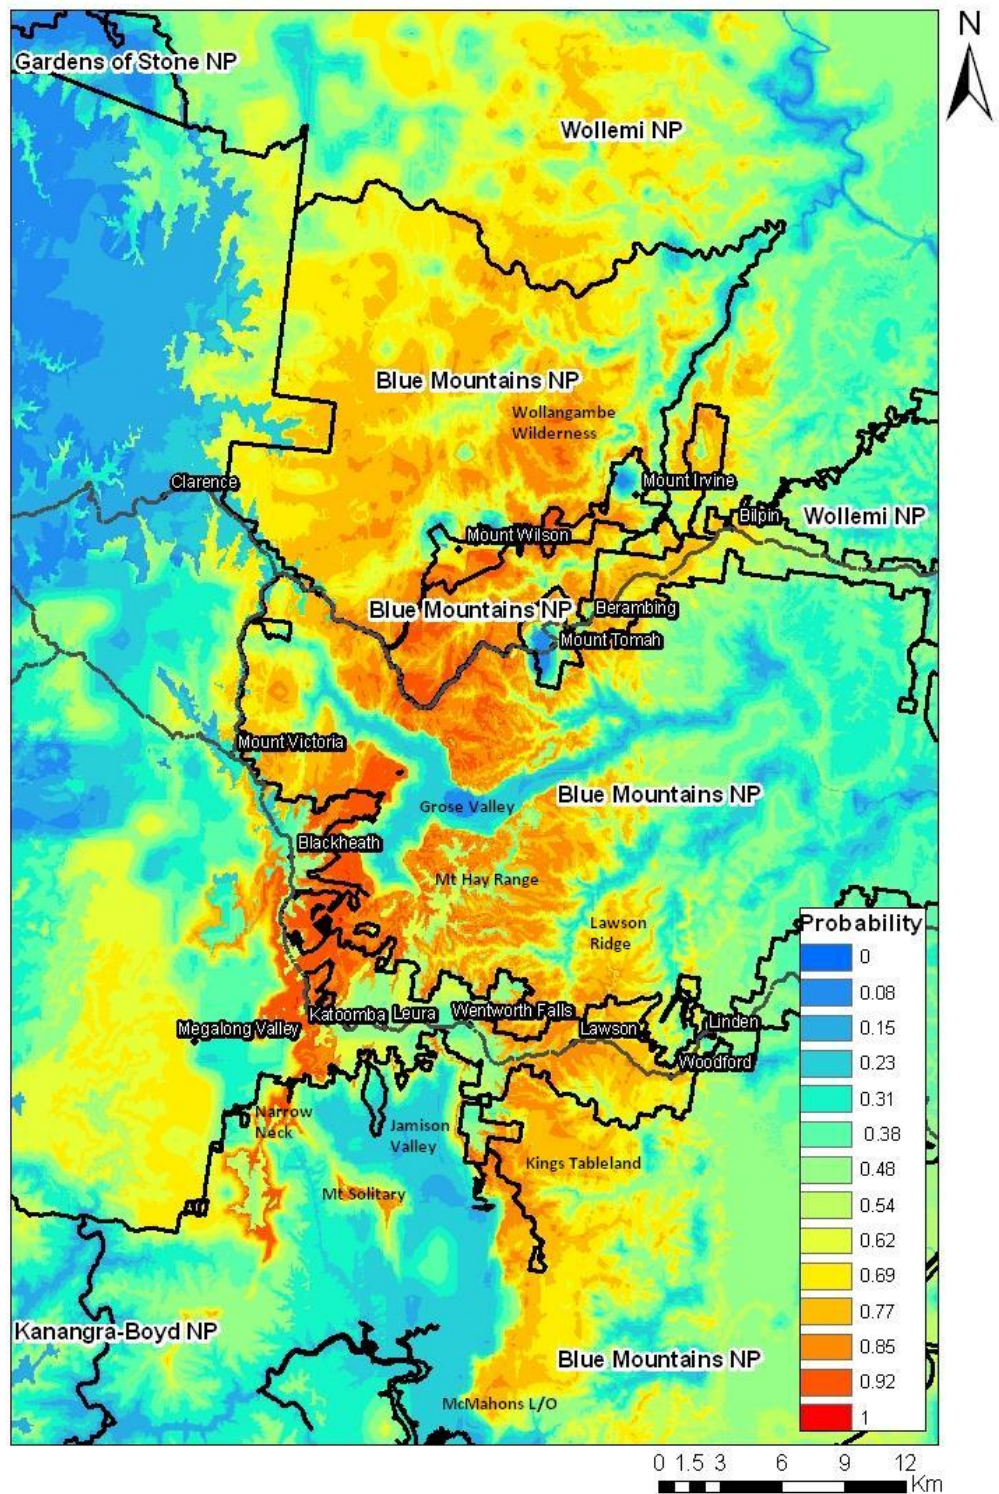 N
Gardens of Stone NP
Wollemi NP
Blue Mountains NP
Wollangambe
Wilderness
Clarence
Mount Irvine
Bilpin
Wollemi NP
Mount Wilson
Blue Mountains NP
Berambing
Mount Tomah
Mount Victoria
Blue Mountains NP
Grose Valley
Blackheath
Mt Hay Range
Lawson
Ridge
Probability
0
0.08
0.15
0.23
0.31
0.38
0.48
0.54
0.62
0.69
0.77
0.85
0.92
1
Katoomba
Leura
Wentworth Falls
Megalong Valley
Lawson
Linden
Woodford
Narrow
Neck
Jamison
Valley
Kings Tableland
Mt Solitary
Kanangra-Boyd NP
Blue Mountains NP
McMahons L/O
0 1.5 3 6 9 12
Km